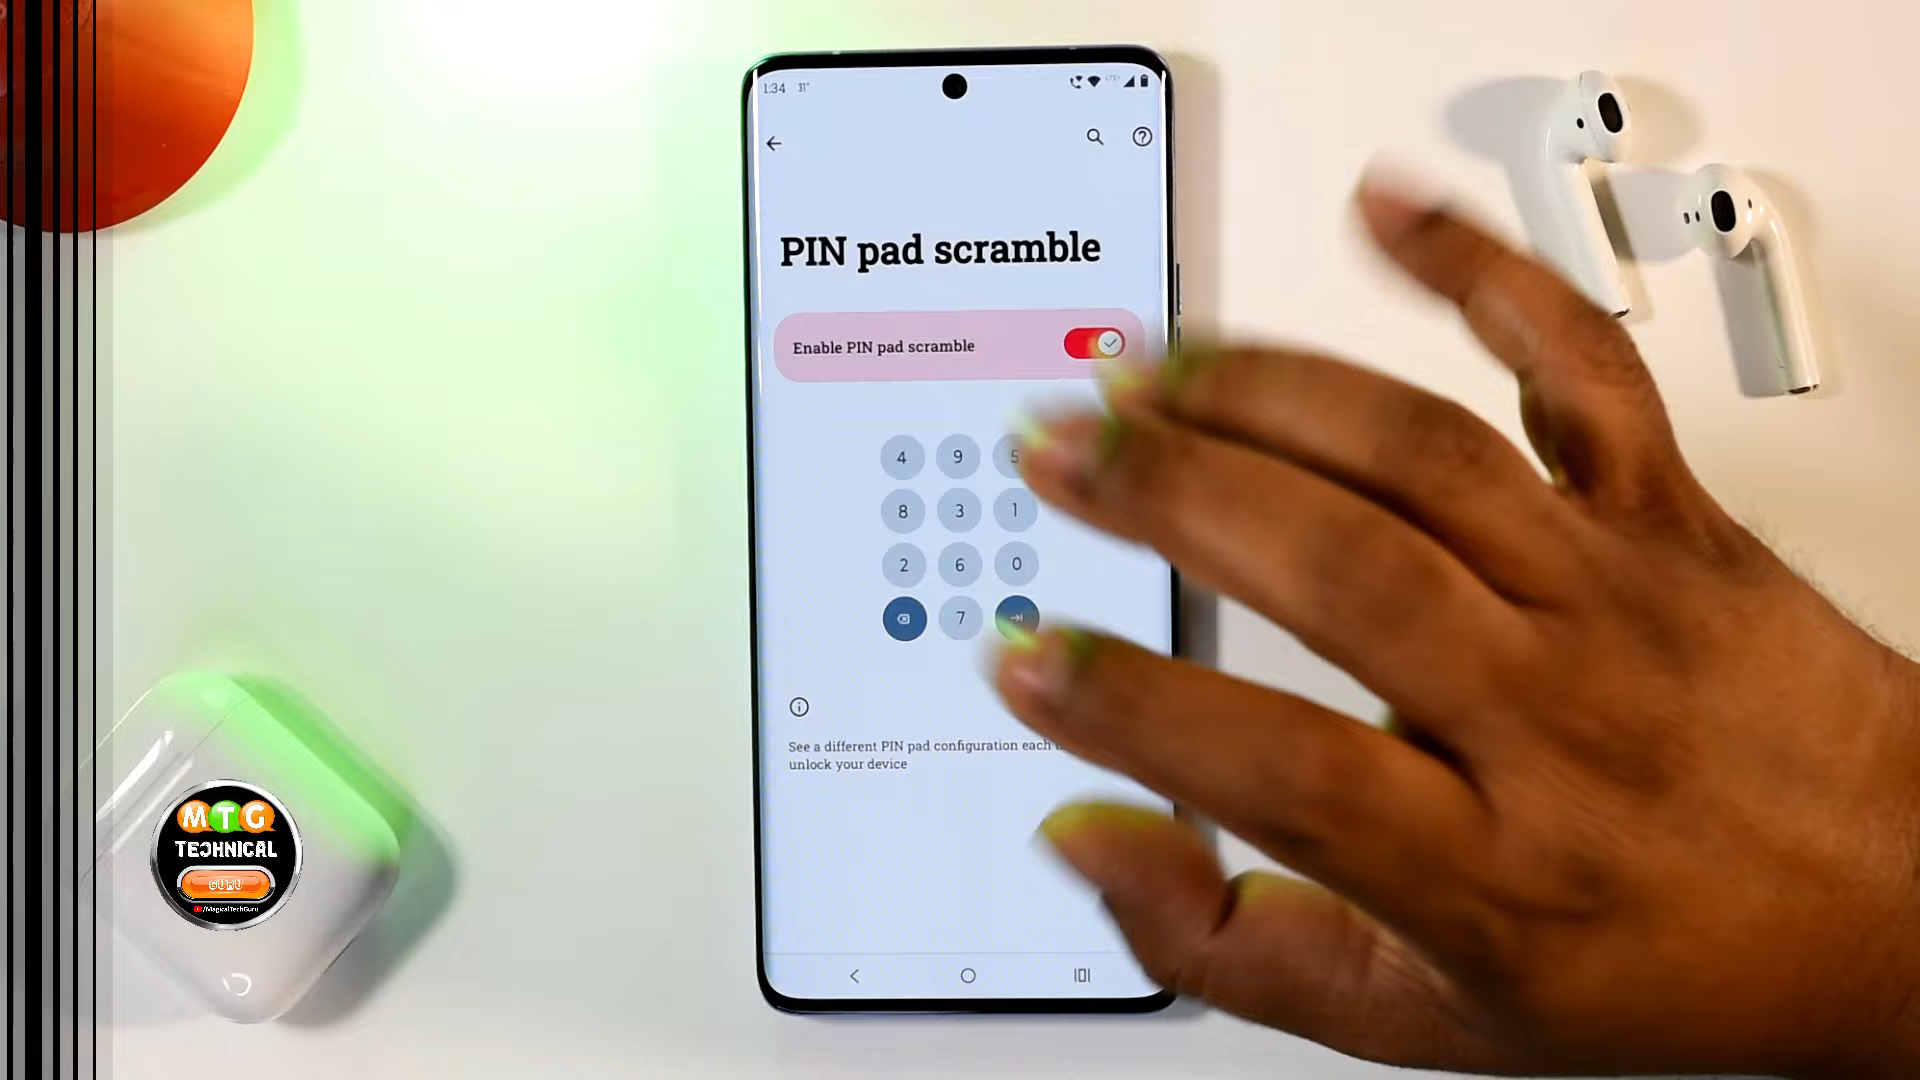 1:34 31°
PIN pad scramble
Enable PIN pad scramble
4 9 5
8 3 1
2 6 0
7
See a different PIN pad configuration each
unlock your device
MTG
TECHNICAL
GURU
/MagicalTechGuru